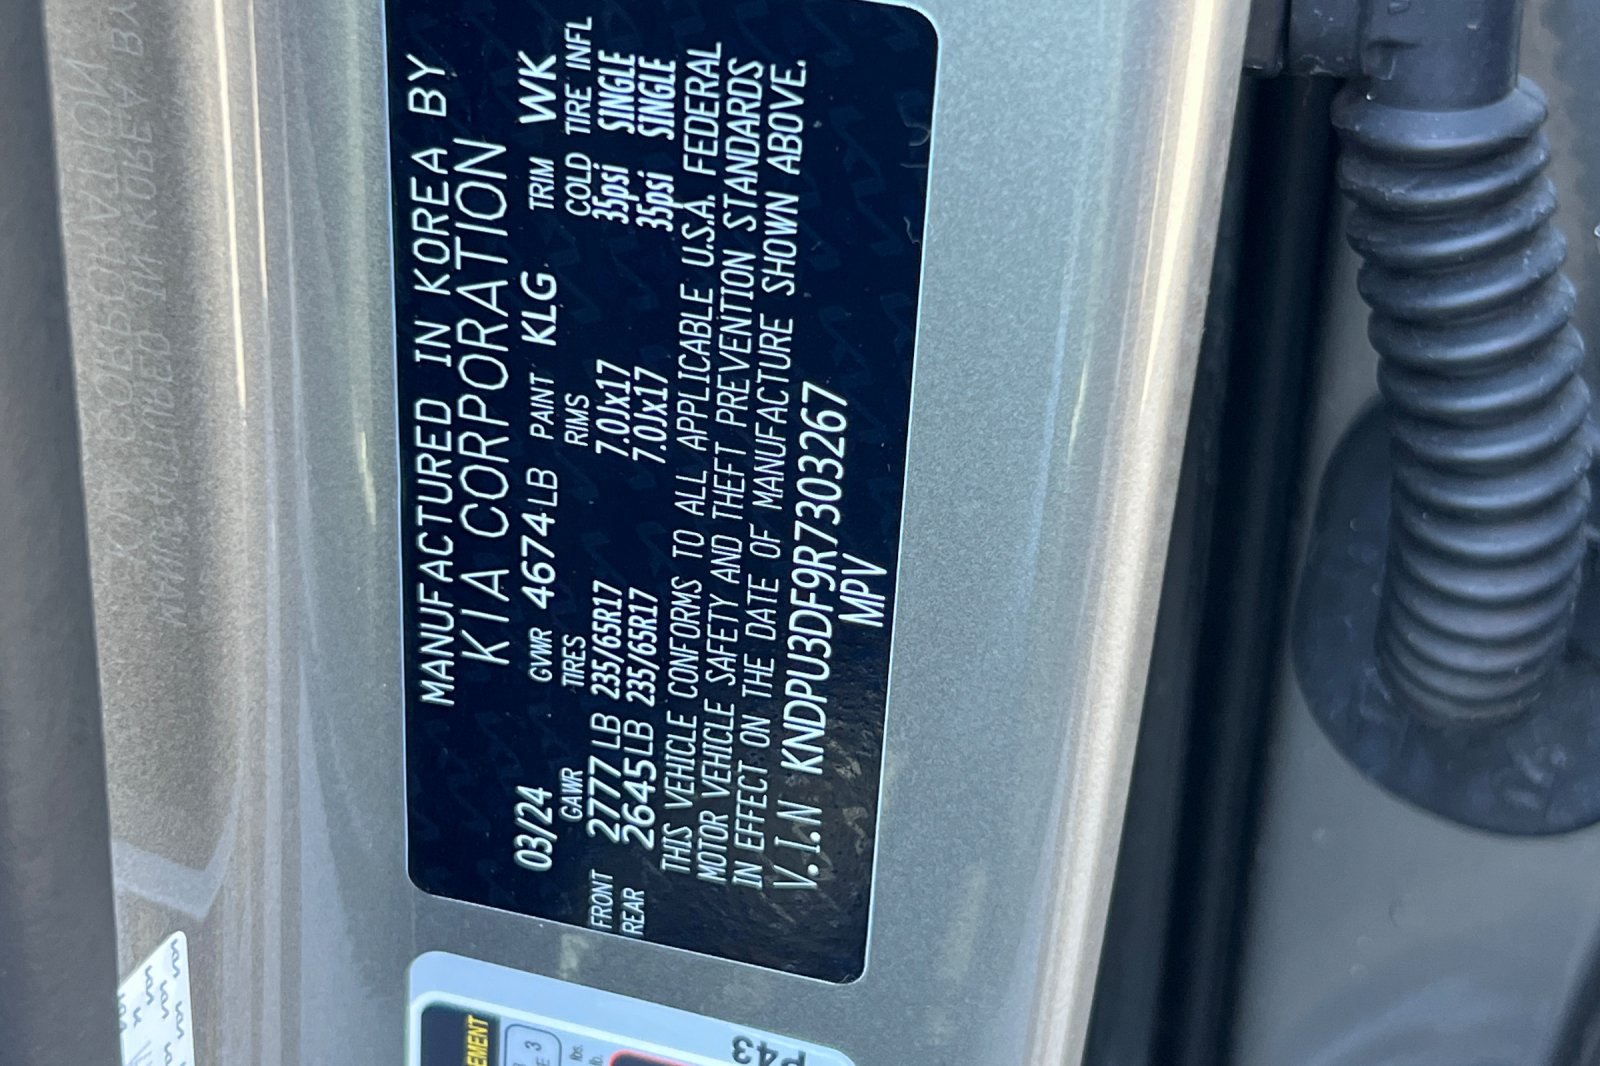 MANUFACTURED IN KOREA BY
KIA CORPORATION
03/24 GVWR 4674LB PAINT KLG TRIM WK
GAWR TIRES RIMS COLD TIRE INFL
FRONT 2777LB 235/65R17 7.0Jx17 35psi SINGLE
REAR 2645LB 235/65R17 7.0Jx17 35psi SINGLE
THIS VEHICLE CONFORMS TO ALL APPLICABLE U.S.A. FEDERAL
MOTOR VEHICLE SAFETY AND THEFT PREVENTION STANDARDS
IN EFFECT ON THE DATE OF MANUFACTURE SHOWN ABOVE.
V.I.N KNDPU3DF9R7303267
MPV
3
lbs.
P43